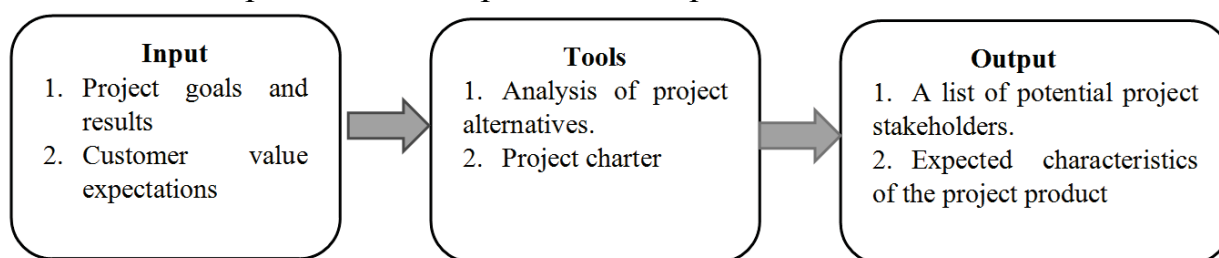 Input
1. Project goals and
results
2. Customer value
expectations
Tools
1. Analysis of project
alternatives.
2. Project charter
Output
1. A list of potential project
stakeholders.
2. Expected characteristics
of the project product